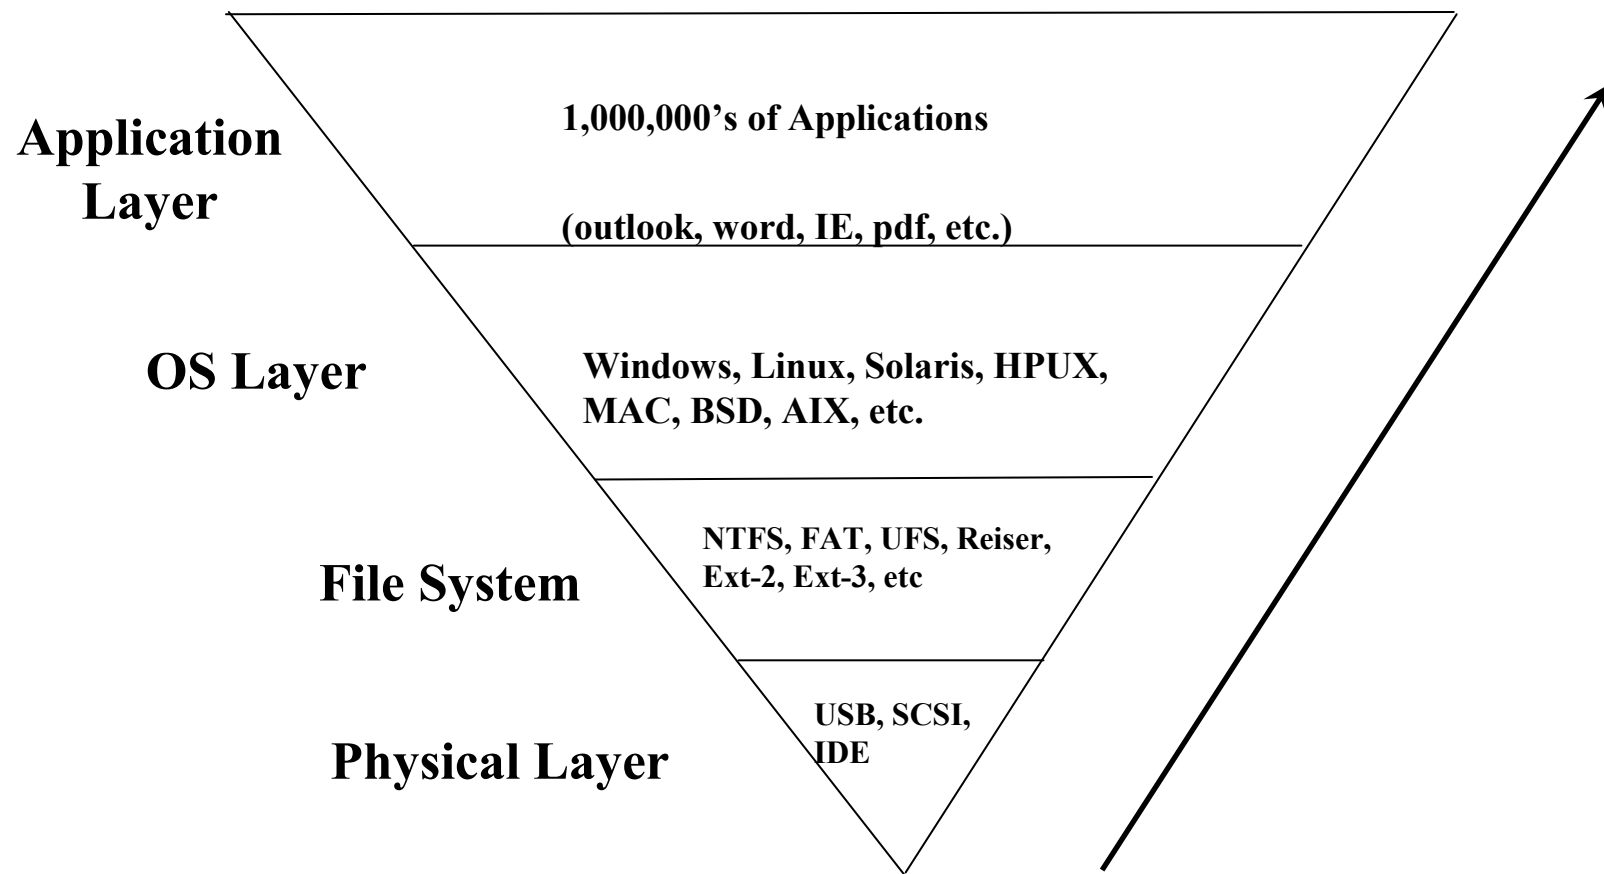 Application
Layer
1,000,000’s of Applications
(outlook, word, IE, pdf, etc.)
OS Layer
Windows, Linux, Solaris, HPUX,
MAC, BSD, AIX, etc.
File System
NTFS, FAT, UFS, Reiser,
Ext-2, Ext-3, etc
Physical Layer
USB, SCSI,
IDE